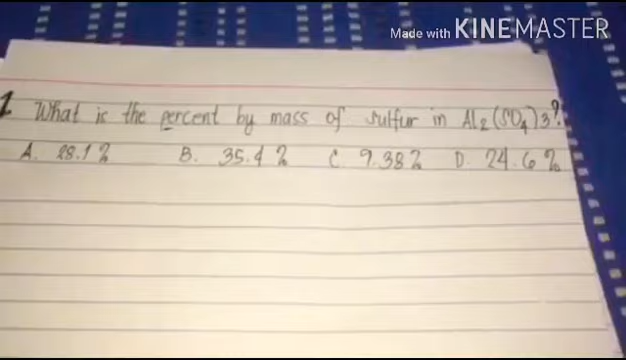 Made with KINEMASTER
1 What is the percent by mass of sulfur in Al2(SO4)3?
A. 28.1% B. 35.4% C. 9.38% D. 24.6%